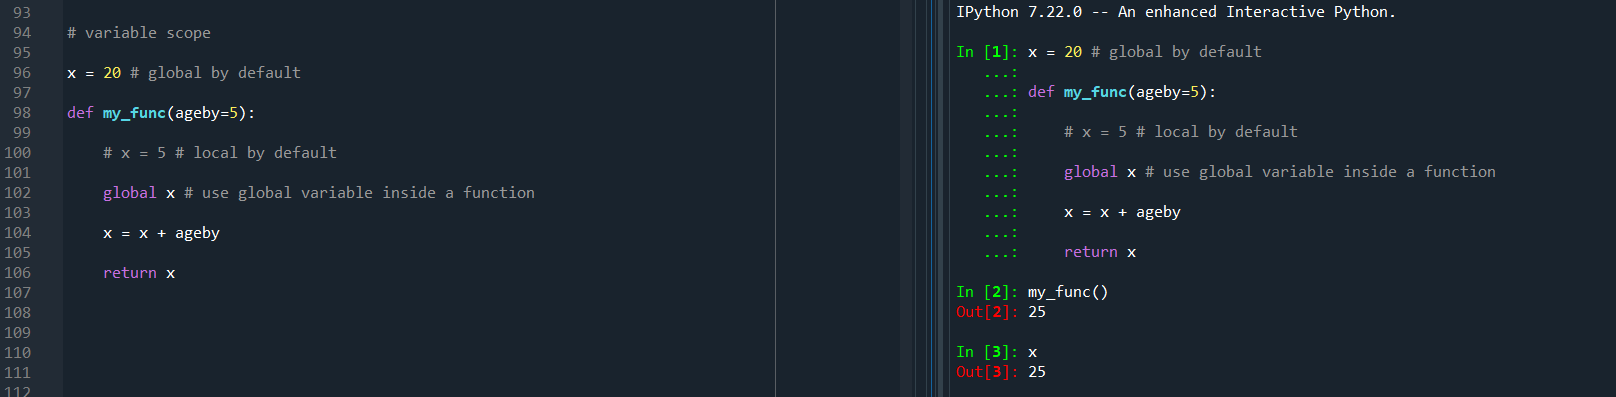 93
94 # variable scope
95
96 x = 20 # global by default
97
98 def my_func(ageby=5):
99
100 # x = 5 # local by default
101
102 global x # use global variable inside a function
103
104 x = x + ageby
105
106 return x
107
108
109
110
111
112
IPython 7.22.0 -- An enhanced Interactive Python.
In [1]: x = 20 # global by default
...:
...: def my_func(ageby=5):
...:
...: # x = 5 # local by default
...:
...: global x # use global variable inside a function
...:
...: x = x + ageby
...:
...: return x
In [2]: my_func()
Out[2]: 25
In [3]: x
Out[3]: 25